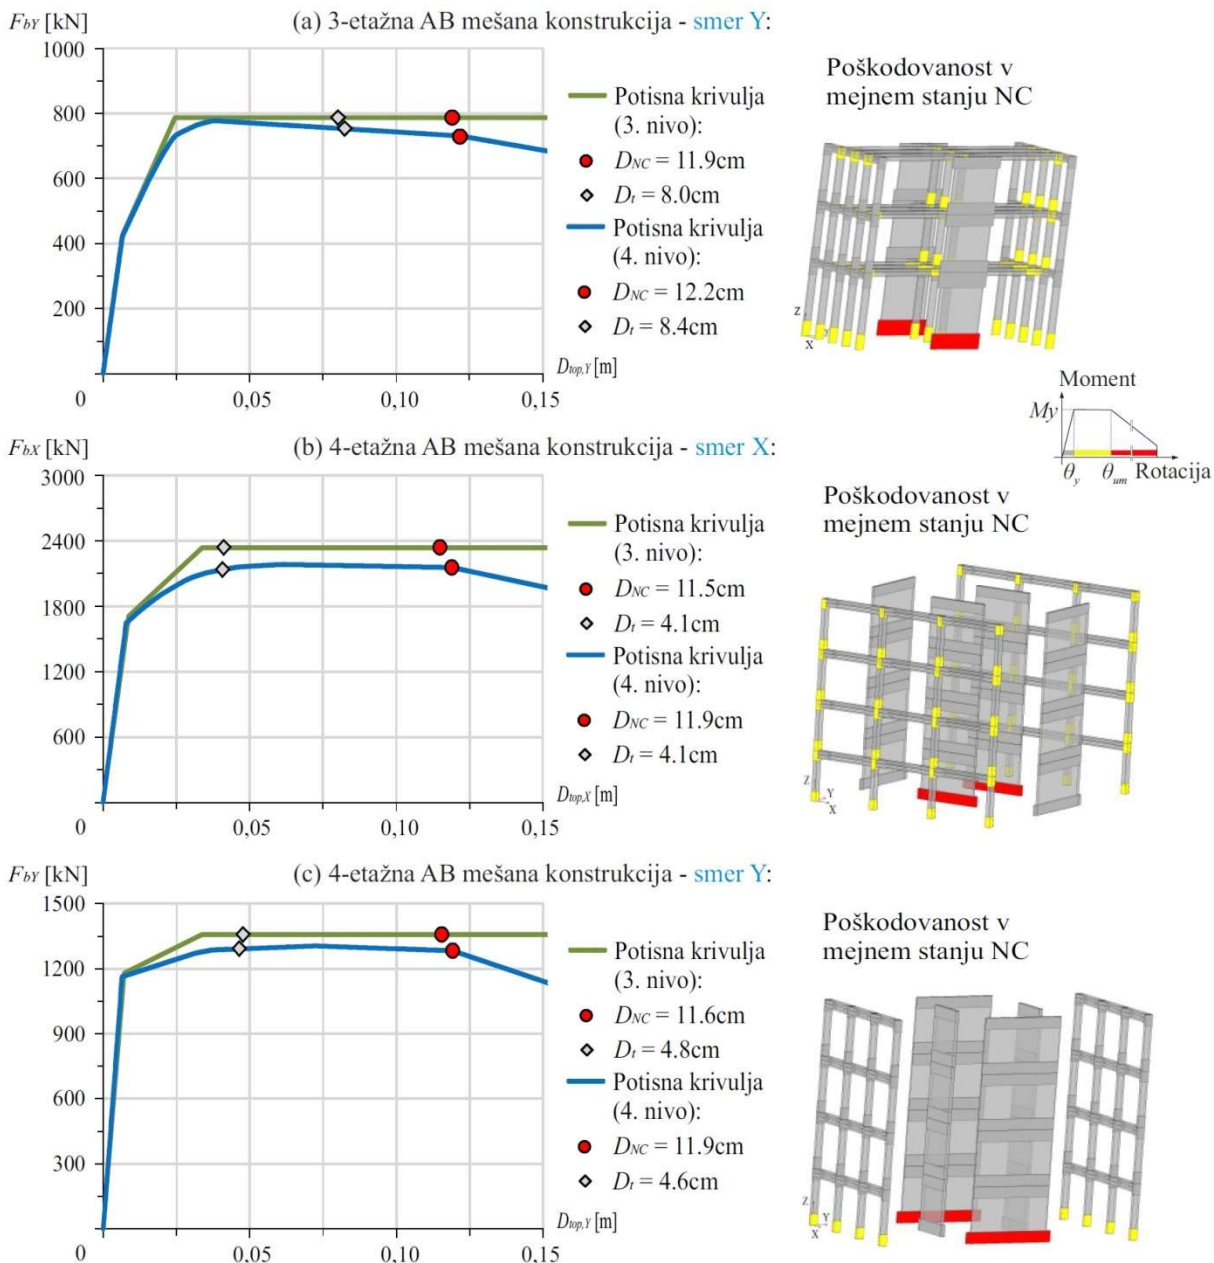 FbY [kN]
(a) 3-etažna AB mešana konstrukcija - smer Y:
1000
800
600
400
200
0
0,05
0,10
0,15
Dtop,Y [m]
Potisna krivulja
(3. nivo):
DNC = 11.9cm
Dt = 8.0cm
Potisna krivulja
(4. nivo):
DNC = 12.2cm
Dt = 8.4cm
Poškodovanost v
mejnem stanju NC
Z
Y
X
Moment
My
θy
θum
Rotacija
FbX [kN]
(b) 4-etažna AB mešana konstrukcija - smer X:
3000
2400
1800
1200
600
0
0,05
0,10
0,15
Dtop,X [m]
Potisna krivulja
(3. nivo):
DNC = 11.5cm
Dt = 4.1cm
Potisna krivulja
(4. nivo):
DNC = 11.9cm
Dt = 4.1cm
Poškodovanost v
mejnem stanju NC
Z
Y
X
FbY [kN]
(c) 4-etažna AB mešana konstrukcija - smer Y:
1500
1200
900
600
300
0
0,05
0,10
0,15
Dtop,Y [m]
Potisna krivulja
(3. nivo):
DNC = 11.6cm
Dt = 4.8cm
Potisna krivulja
(4. nivo):
DNC = 11.9cm
Dt = 4.6cm
Poškodovanost v
mejnem stanju NC
Z
Y
X